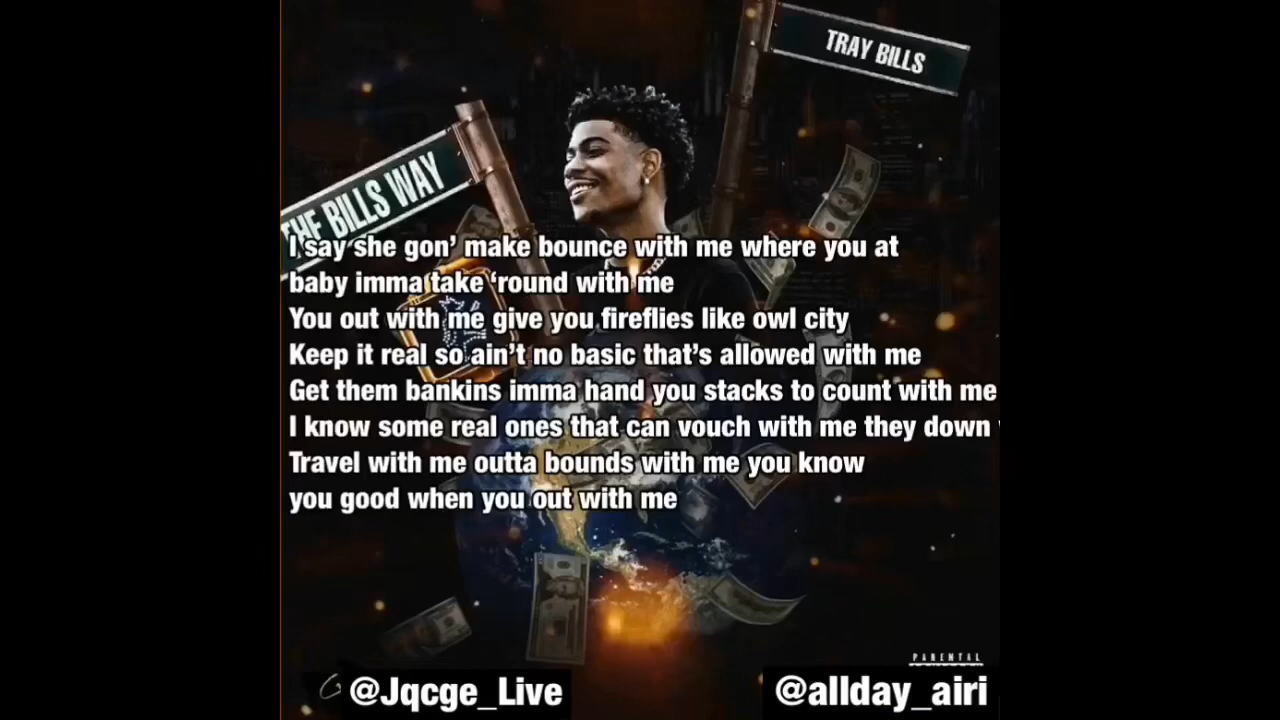 TRAY BILLS
THE BILLS WAY
I say she gon’ make bounce with me where you at
baby imma take ‘round with me
You out with me give you fireflies like owl city
Keep it real so ain’t no basic that’s allowed with me
Get them bankins imma hand you stacks to count with me
I know some real ones that can vouch with me they down
Travel with me outta bounds with me you know
you good when you out with me
PARENTAL
@Jqcge_Live
@allday_airi